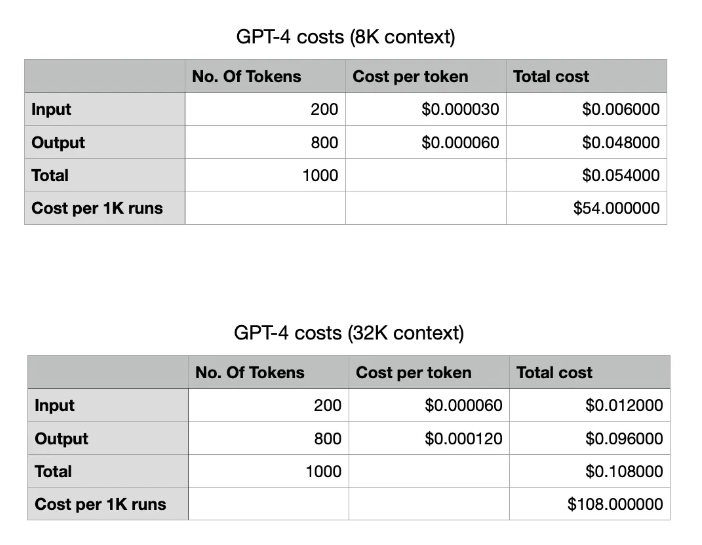 GPT-4 costs (8K context)
No. Of Tokens Cost per token Total cost
Input 200 $0.000030 $0.006000
Output 800 $0.000060 $0.048000
Total 1000 $0.054000
Cost per 1K runs $54.000000
GPT-4 costs (32K context)
No. Of Tokens Cost per token Total cost
Input 200 $0.000060 $0.012000
Output 800 $0.000120 $0.096000
Total 1000 $0.108000
Cost per 1K runs $108.000000